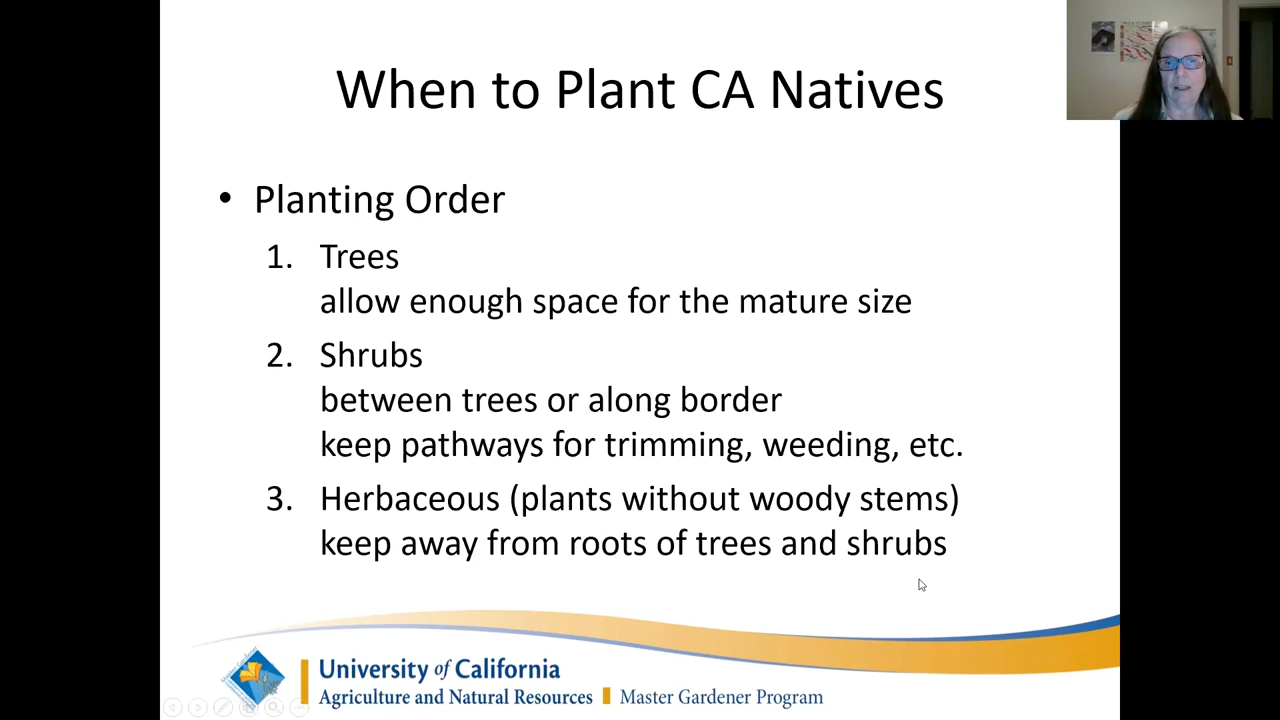 When to Plant CA Natives
• Planting Order
1. Trees
allow enough space for the mature size
2. Shrubs
between trees or along border
keep pathways for trimming, weeding, etc.
3. Herbaceous (plants without woody stems)
keep away from roots of trees and shrubs
University of California
Agriculture and Natural Resources Master Gardener Program